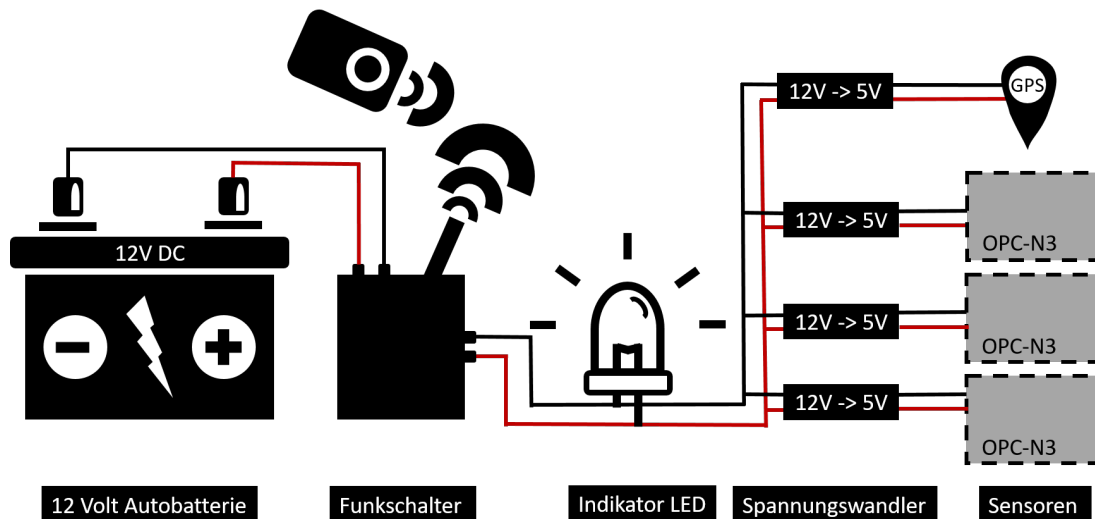 12V -> 5V
GPS
12V DC
12V -> 5V
OPC-N3
12V -> 5V
OPC-N3
12V -> 5V
OPC-N3
12 Volt Autobatterie
Funkschalter
Indikator LED
Spannungswandler
Sensoren